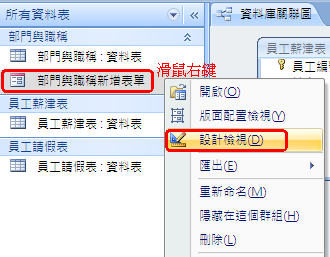 所有資料表
資料庫關聯圖
部門與職稱
部門與職稱 : 資料表
滑鼠右鍵
部門與職稱新增表單
員工薪津表
員工薪津表 : 資料表
員工請假表
員工請假表 : 資料表
員工薪津表
開啟(O)
版面配置檢視(Y)
設計檢視(D)
匯出(E)
重新命名(M)
隱藏在這個群組(H)
刪除(L)